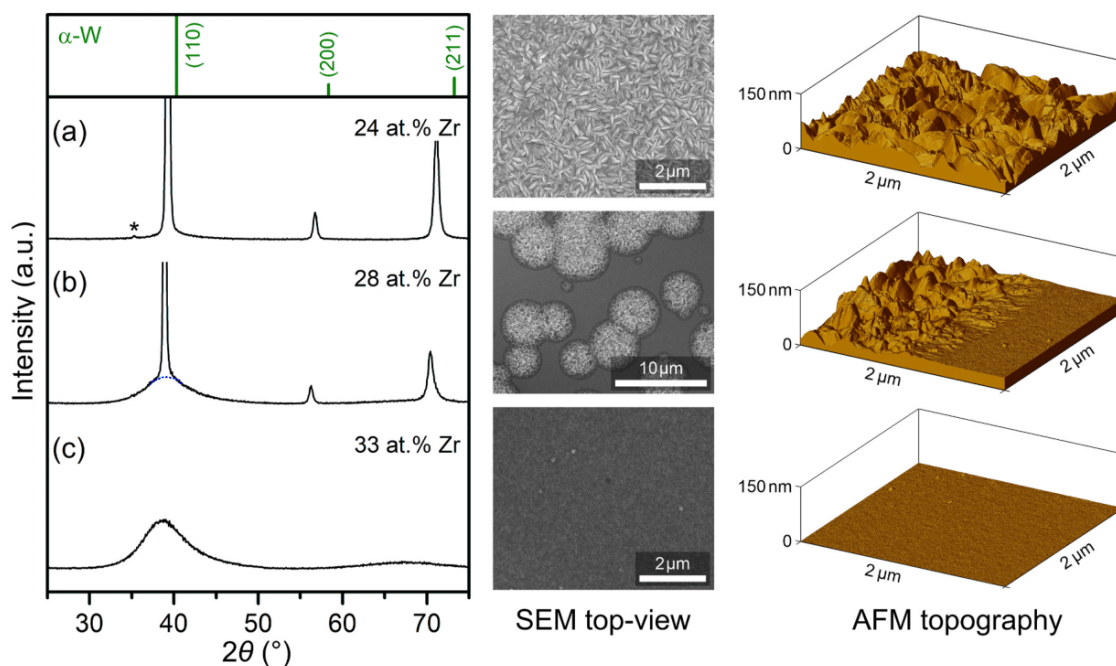 α-W
(110)
(200)
(211)
(a)
24 at.% Zr
*
(b)
28 at.% Zr
(c)
33 at.% Zr
Intensity (a.u.)
30 40 50 60 70
2θ (°)
2 µm
10 µm
2 µm
SEM top-view
150 nm
0
2 µm
2 µm
150 nm
0
2 µm
2 µm
150 nm
0
2 µm
2 µm
AFM topography